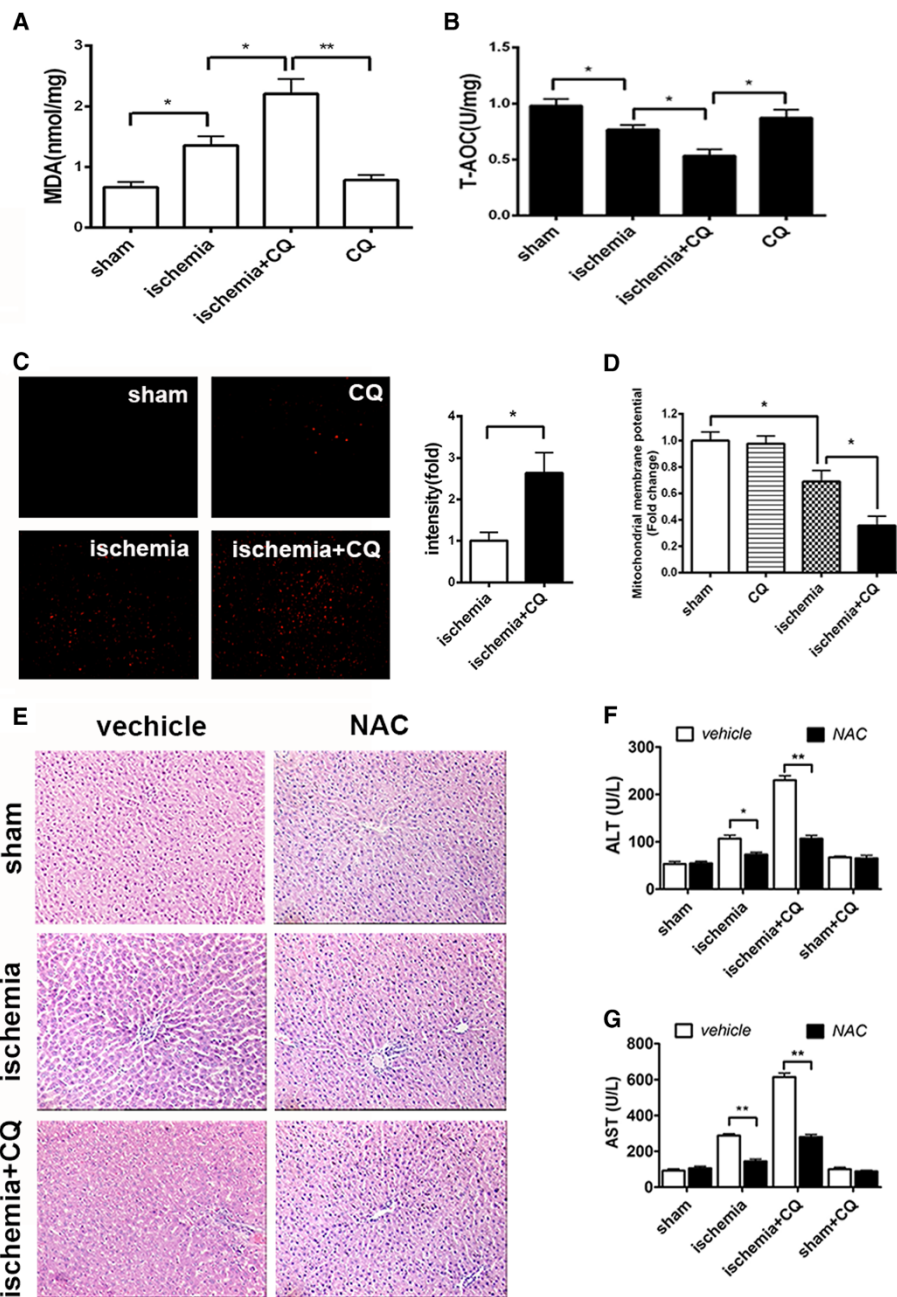 A
MDA(nmol/mg)
3
2
1
0
*
*
**
sham
ischemia
ischemia+CQ
CQ
B
T-AOC(U/mg)
1.5
1.0
0.5
0.0
*
*
*
sham
ischemia
ischemia+CQ
CQ
C
sham
CQ
ischemia
ischemia+CQ
intensity(fold)
4
3
2
1
0
*
ischemia
ischemia+CQ
D
Mitochondrial membrane potential
(Fold change)
1.2
1.0
0.8
0.6
0.4
0.2
0.0
*
*
sham
CQ
ischemia
ischemia+CQ
E
vechicle
NAC
sham
ischemia
ischemia+CQ
F
vehicle
NAC
ALT (U/L)
300
200
100
0
*
**
sham
ischemia
ischemia+CQ
sham+CQ
G
vehicle
NAC
AST (U/L)
800
600
400
200
0
**
**
sham
ischemia
ischemia+CQ
sham+CQ